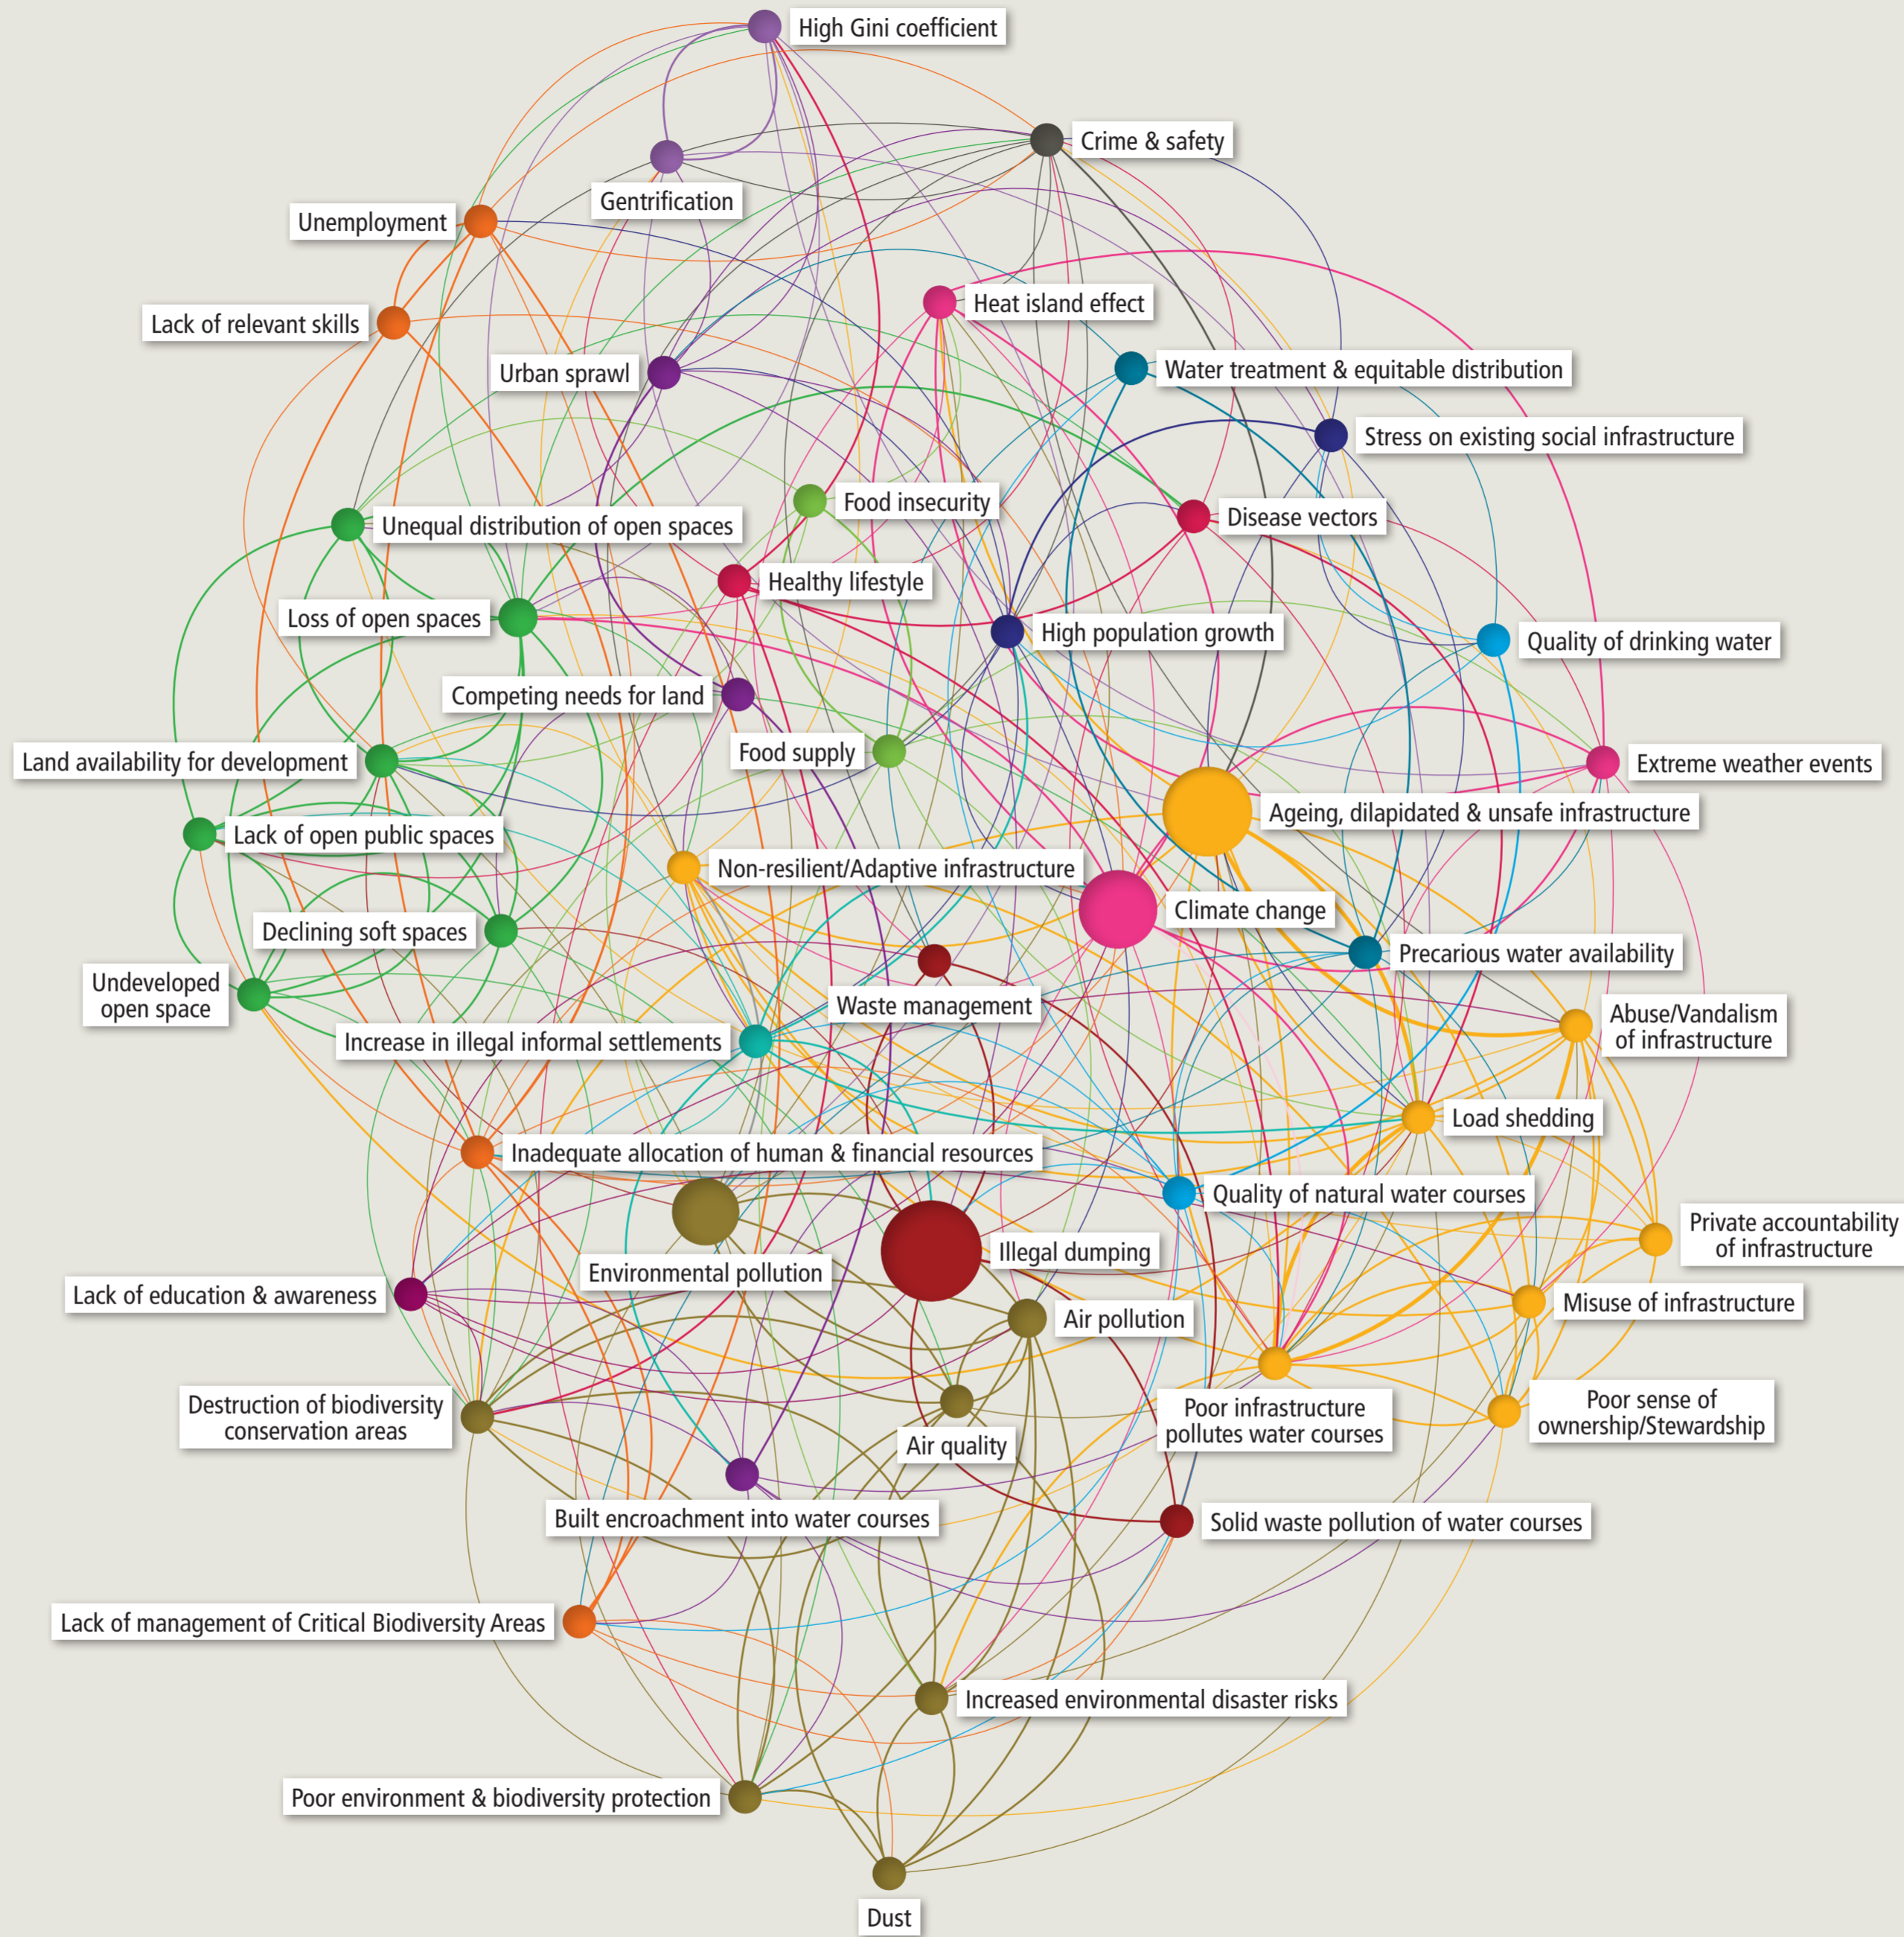 High Gini coefficient
Crime & safety
Gentrification
Unemployment
Heat island effect
Lack of relevant skills
Urban sprawl
Water treatment & equitable distribution
Stress on existing social infrastructure
Food insecurity
Disease vectors
Unequal distribution of open spaces
Healthy lifestyle
Loss of open spaces
High population growth
Quality of drinking water
Competing needs for land
Food supply
Land availability for development
Extreme weather events
Ageing, dilapidated & unsafe infrastructure
Lack of open public spaces
Non-resilient/Adaptive infrastructure
Climate change
Declining soft spaces
Precarious water availability
Undeveloped
open space
Waste management
Abuse/Vandalism
of infrastructure
Increase in illegal informal settlements
Load shedding
Inadequate allocation of human & financial resources
Quality of natural water courses
Private accountability
of infrastructure
Illegal dumping
Environmental pollution
Lack of education & awareness
Misuse of infrastructure
Air pollution
Destruction of biodiversity
conservation areas
Poor infrastructure
pollutes water courses
Poor sense of
ownership/Stewardship
Air quality
Built encroachment into water courses
Solid waste pollution of water courses
Lack of management of Critical Biodiversity Areas
Increased environmental disaster risks
Poor environment & biodiversity protection
Dust